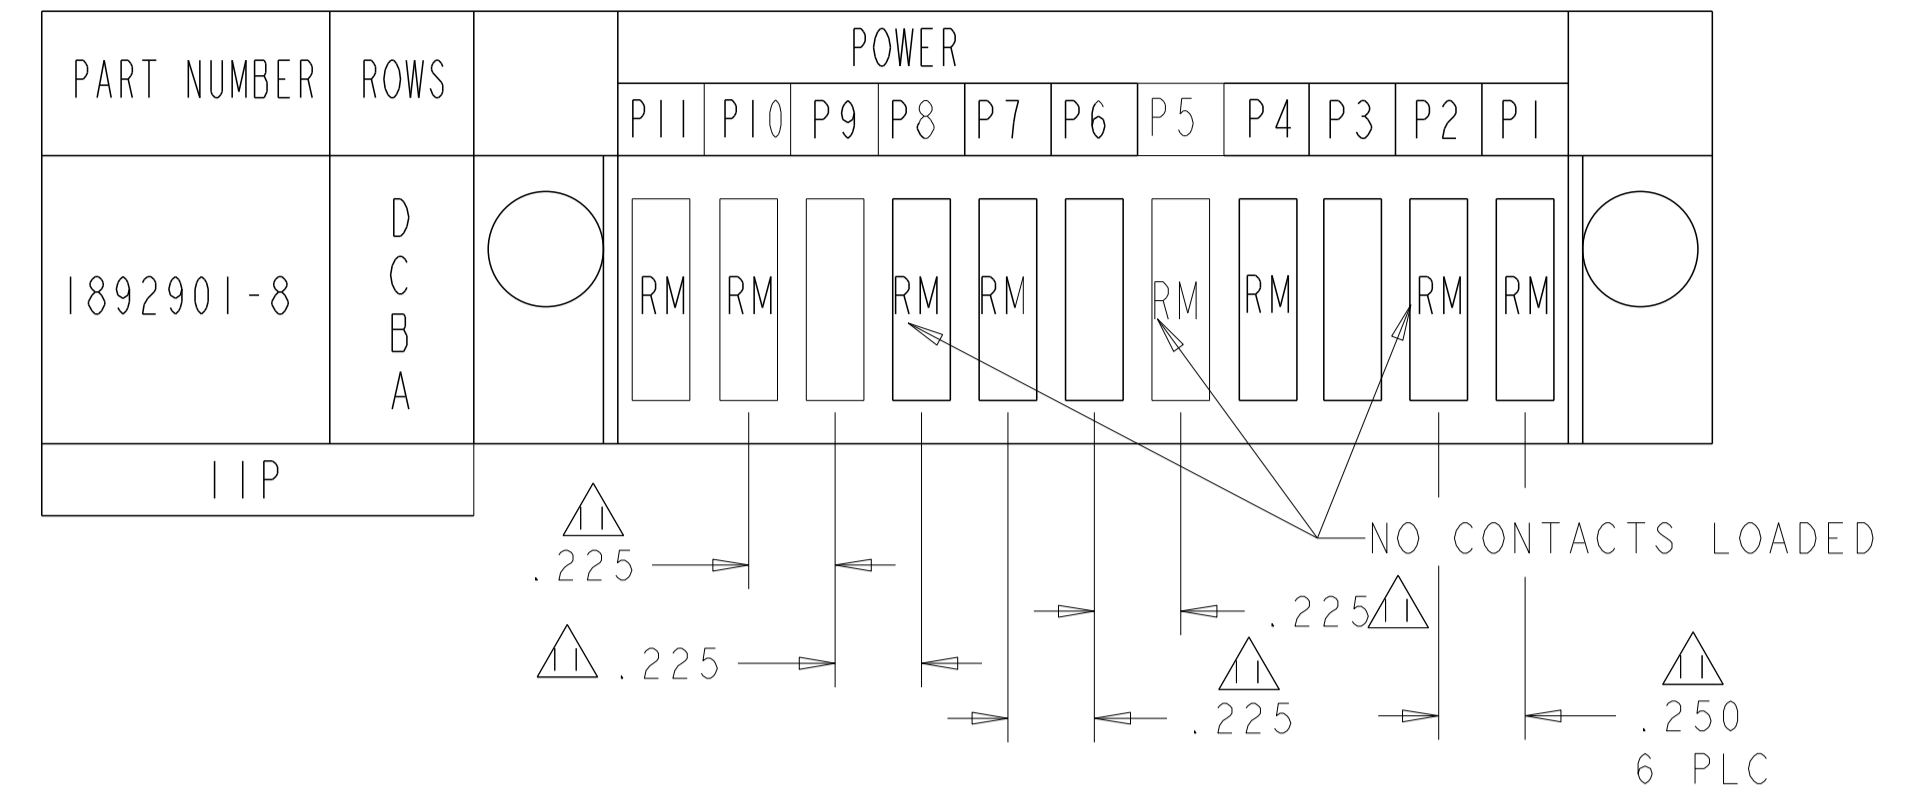 POWER
PART NUMBER ROWS
P11 P10 P9 P8 P7 P6 P5 P4 P3 P2 P1
D
C
B
A
1892901-8
RM RM RM RM RM RM RM RM
11P
NO CONTACTS LOADED
11
.225
.225 11
11 .225
11
.225
11
.250
6 PLC